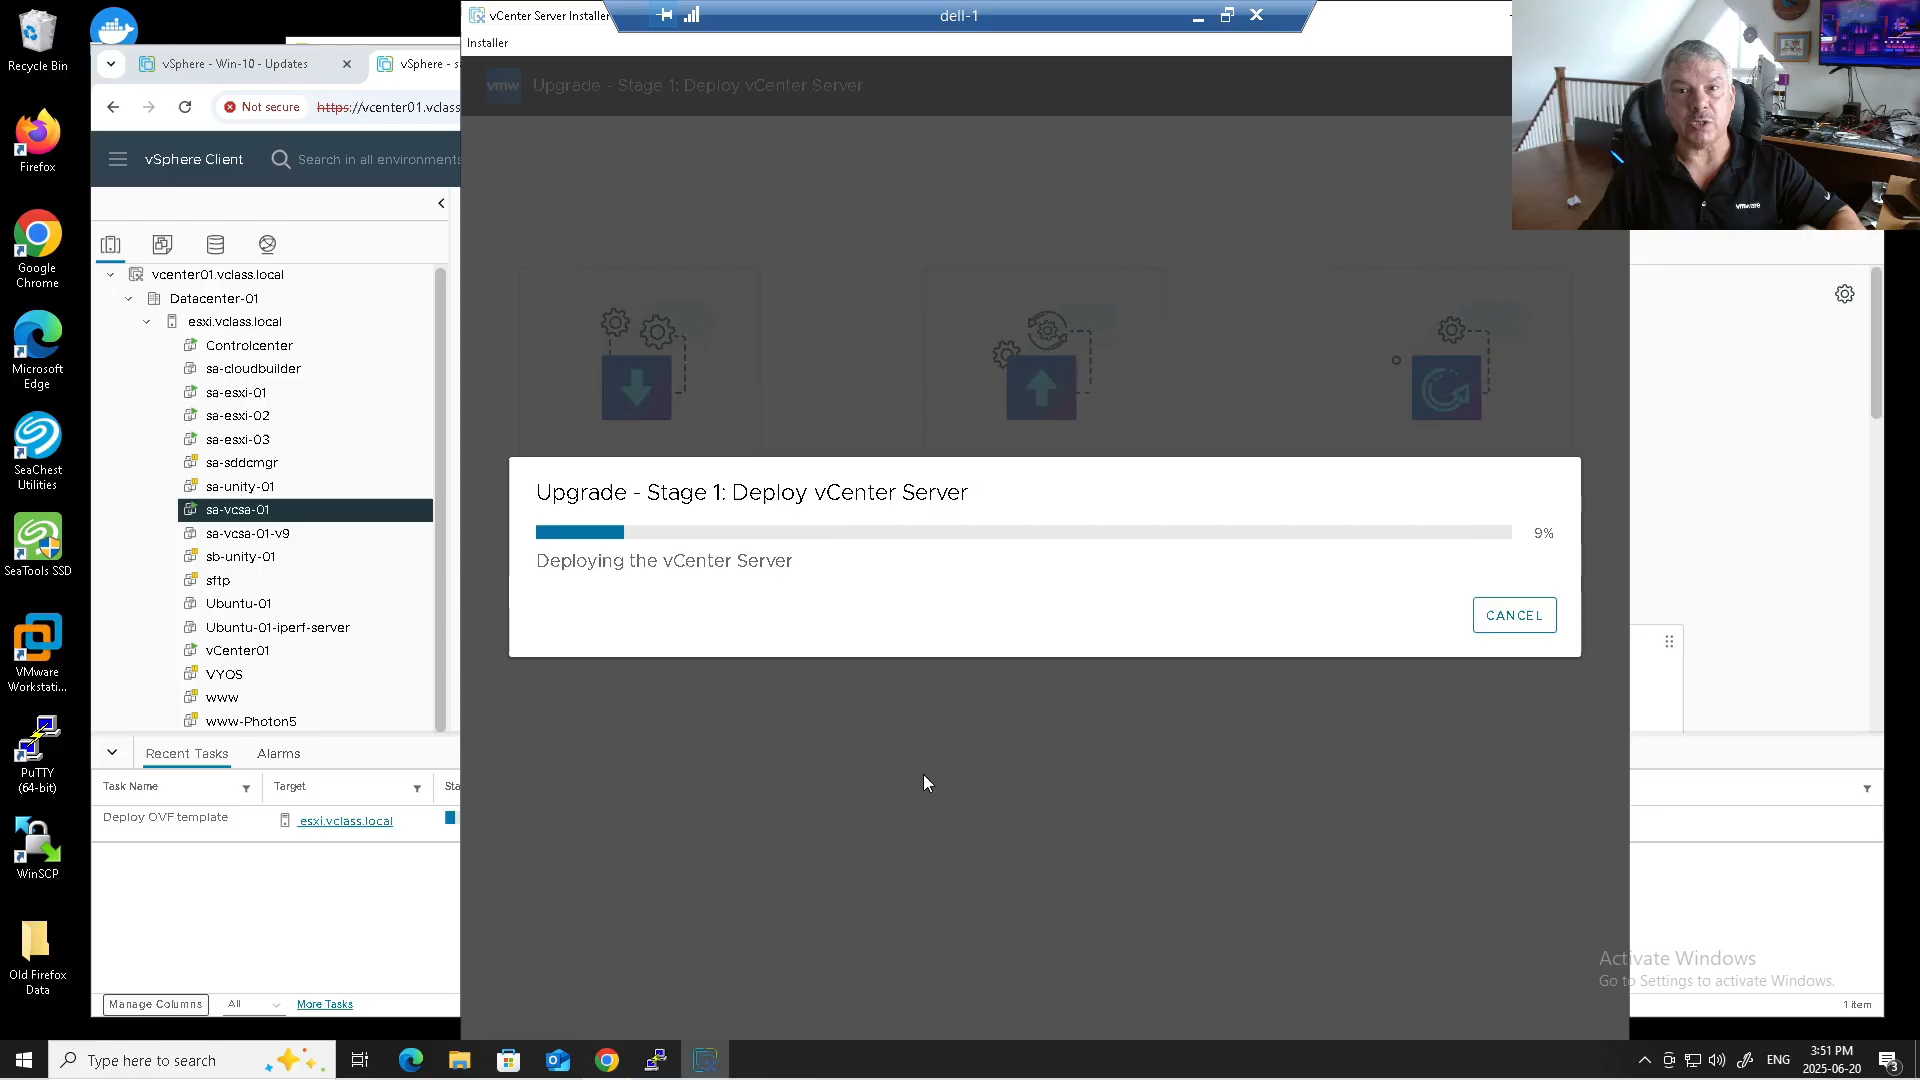 Recycle Bin
Firefox
Google
Chrome
Microsoft
Edge
SeaChest
Utilities
SeaTools SSD
VMware
Workstati...
PuTTY
(64-bit)
WinSCP
Old Firefox
Data
vCenter Server Installer
dell-1
Installer
vSphere - Win-10 - Updates
vSphere - s
Not secure
https://vcenter01.vclass
vmw
Upgrade - Stage 1: Deploy vCenter Server
vSphere Client
Search in all environments
vcenter01.vclass.local
Datacenter-01
esxi.vclass.local
Controlcenter
sa-cloudbuilder
sa-esxi-01
sa-esxi-02
sa-esxi-03
sa-sddcmgr
sa-unity-01
sa-vcsa-01
sa-vcsa-01-v9
sb-unity-01
sftp
Ubuntu-01
Ubuntu-01-iperf-server
vCenter01
VYOS
www
www-Photon5
Upgrade - Stage 1: Deploy vCenter Server
9%
Deploying the vCenter Server
CANCEL
Recent Tasks
Alarms
Task Name
Target
Sta
Deploy OVF template
esxi.vclass.local
Manage Columns
All
More Tasks
1 item
vmware
Activate Windows
Go to Settings to activate Windows.
Type here to search
ENG
3:51 PM
2025-06-20
3